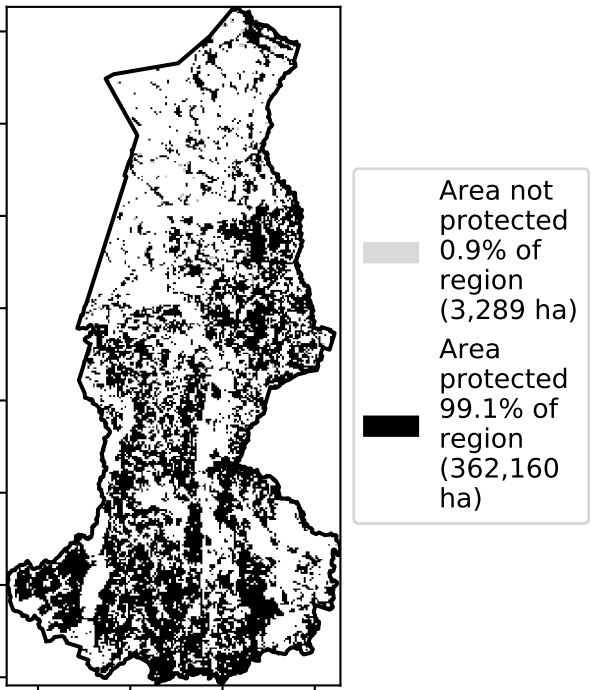 Area not
protected
0.9% of
region
(3,289 ha)
Area
protected
99.1% of
region
(362,160
ha)